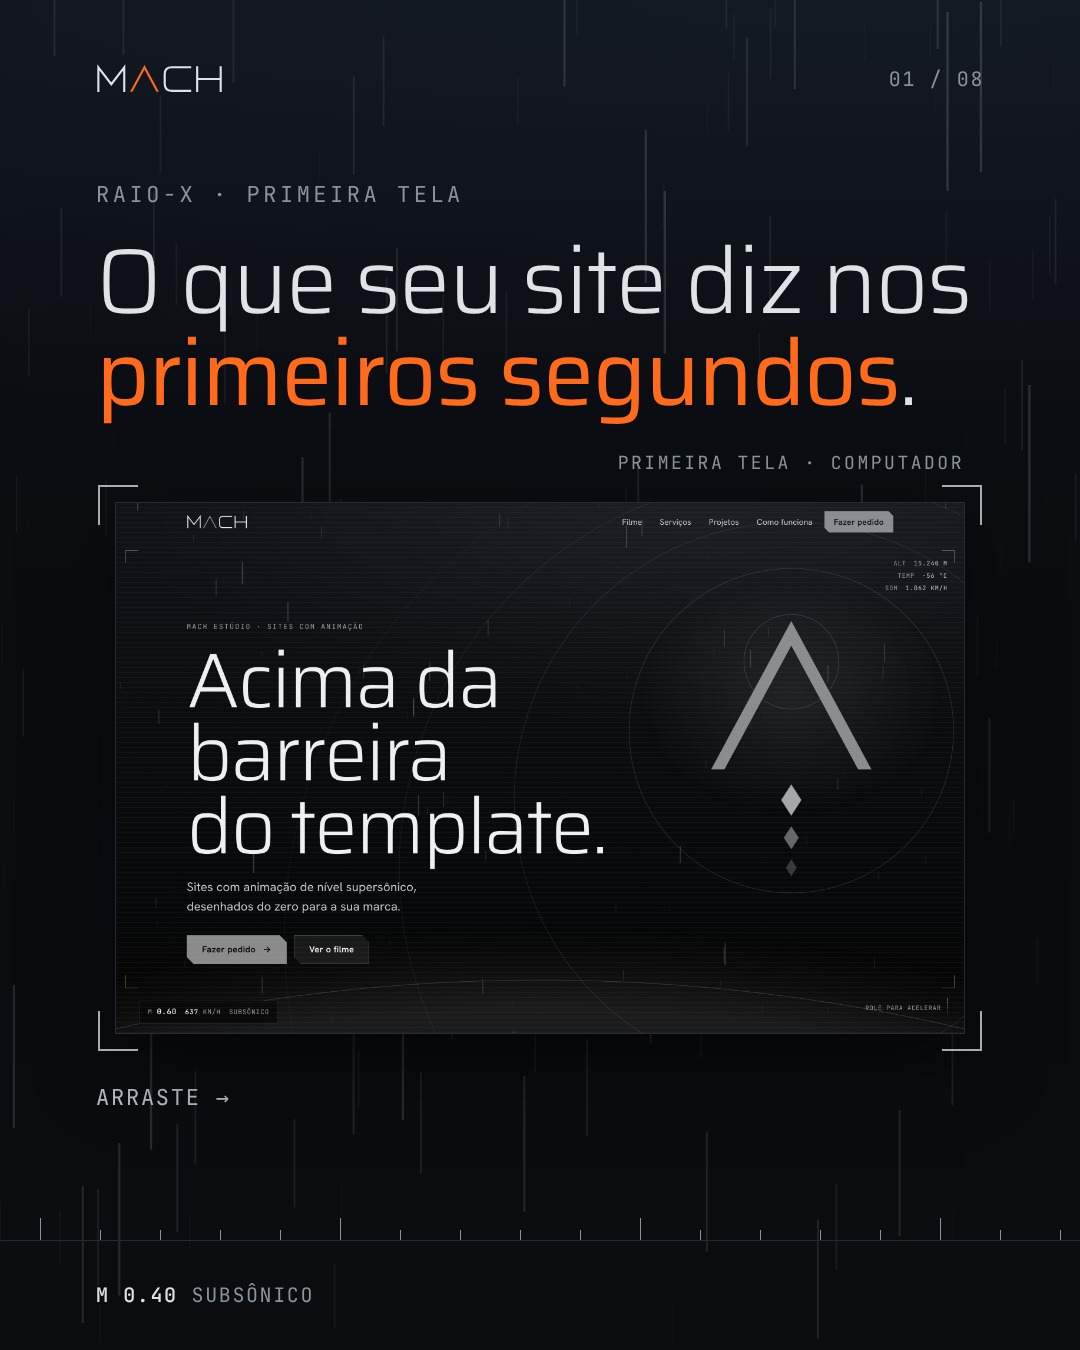 MACH
01 / 08
RAIO-X · PRIMEIRA TELA
O que seu site diz nos
primeiros segundos.
PRIMEIRA TELA · COMPUTADOR
MACH
Filme Serviços Projetos Como funciona Fazer pedido
ALT 15.240 M
TEMP -56 °C
SOM 1.062 KM/H
MACH ESTÚDIO · SITES COM ANIMAÇÃO
Acima da
barreira
do template.
Sites com animação de nível supersônico,
desenhados do zero para a sua marca.
Fazer pedido → Ver o filme
M 0.60 637 KM/H SUBSÔNICO
ROLE PARA ACELERAR
ARRASTE →
M 0.40 SUBSÔNICO